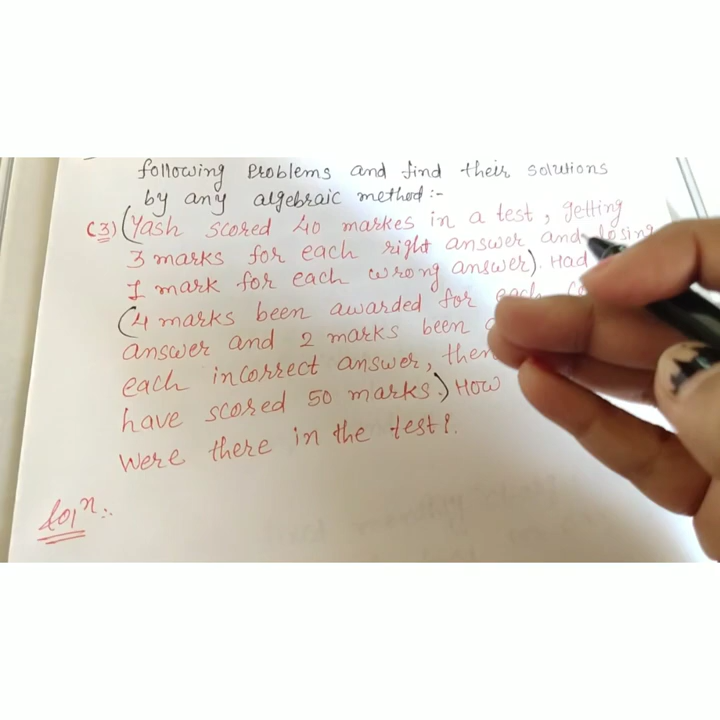 following Problems and find their solutions
by any algebraic method:-
(3) (Yash scored 40 markes in a test, getting
3 marks for each right answer and losing
1 mark for each wrong answer). Had
(4 marks been awarded for each
answer and 2 marks been
each incorrect answer, then
have scored 50 marks.) How
were there in the test?.
Solⁿ:-